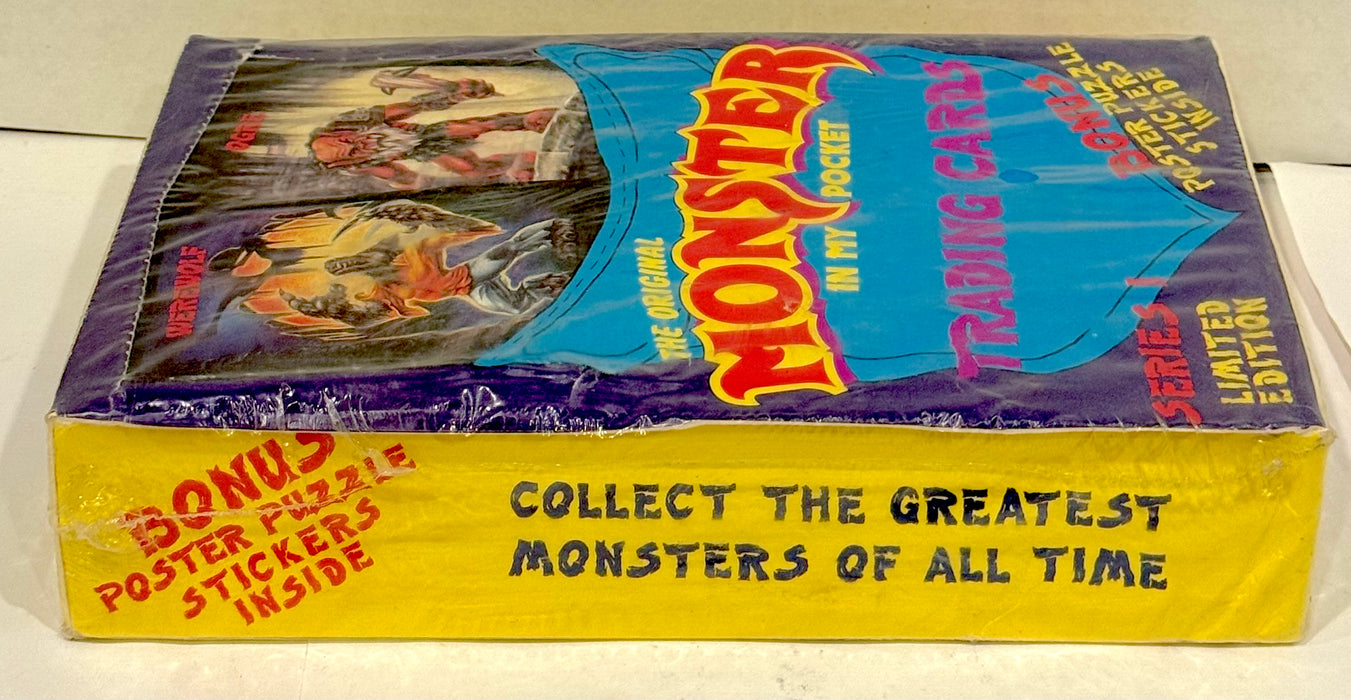 OGRE
WEREWOLF
THE ORIGINAL
MONSTER
IN MY POCKET
TRADING CARDS
BONUS
POSTER PUZZLE
STICKERS
INSIDE
SERIES I
LIMITED
EDITION
BONUS
POSTER PUZZLE
STICKERS
INSIDE
COLLECT THE GREATEST
MONSTERS OF ALL TIME